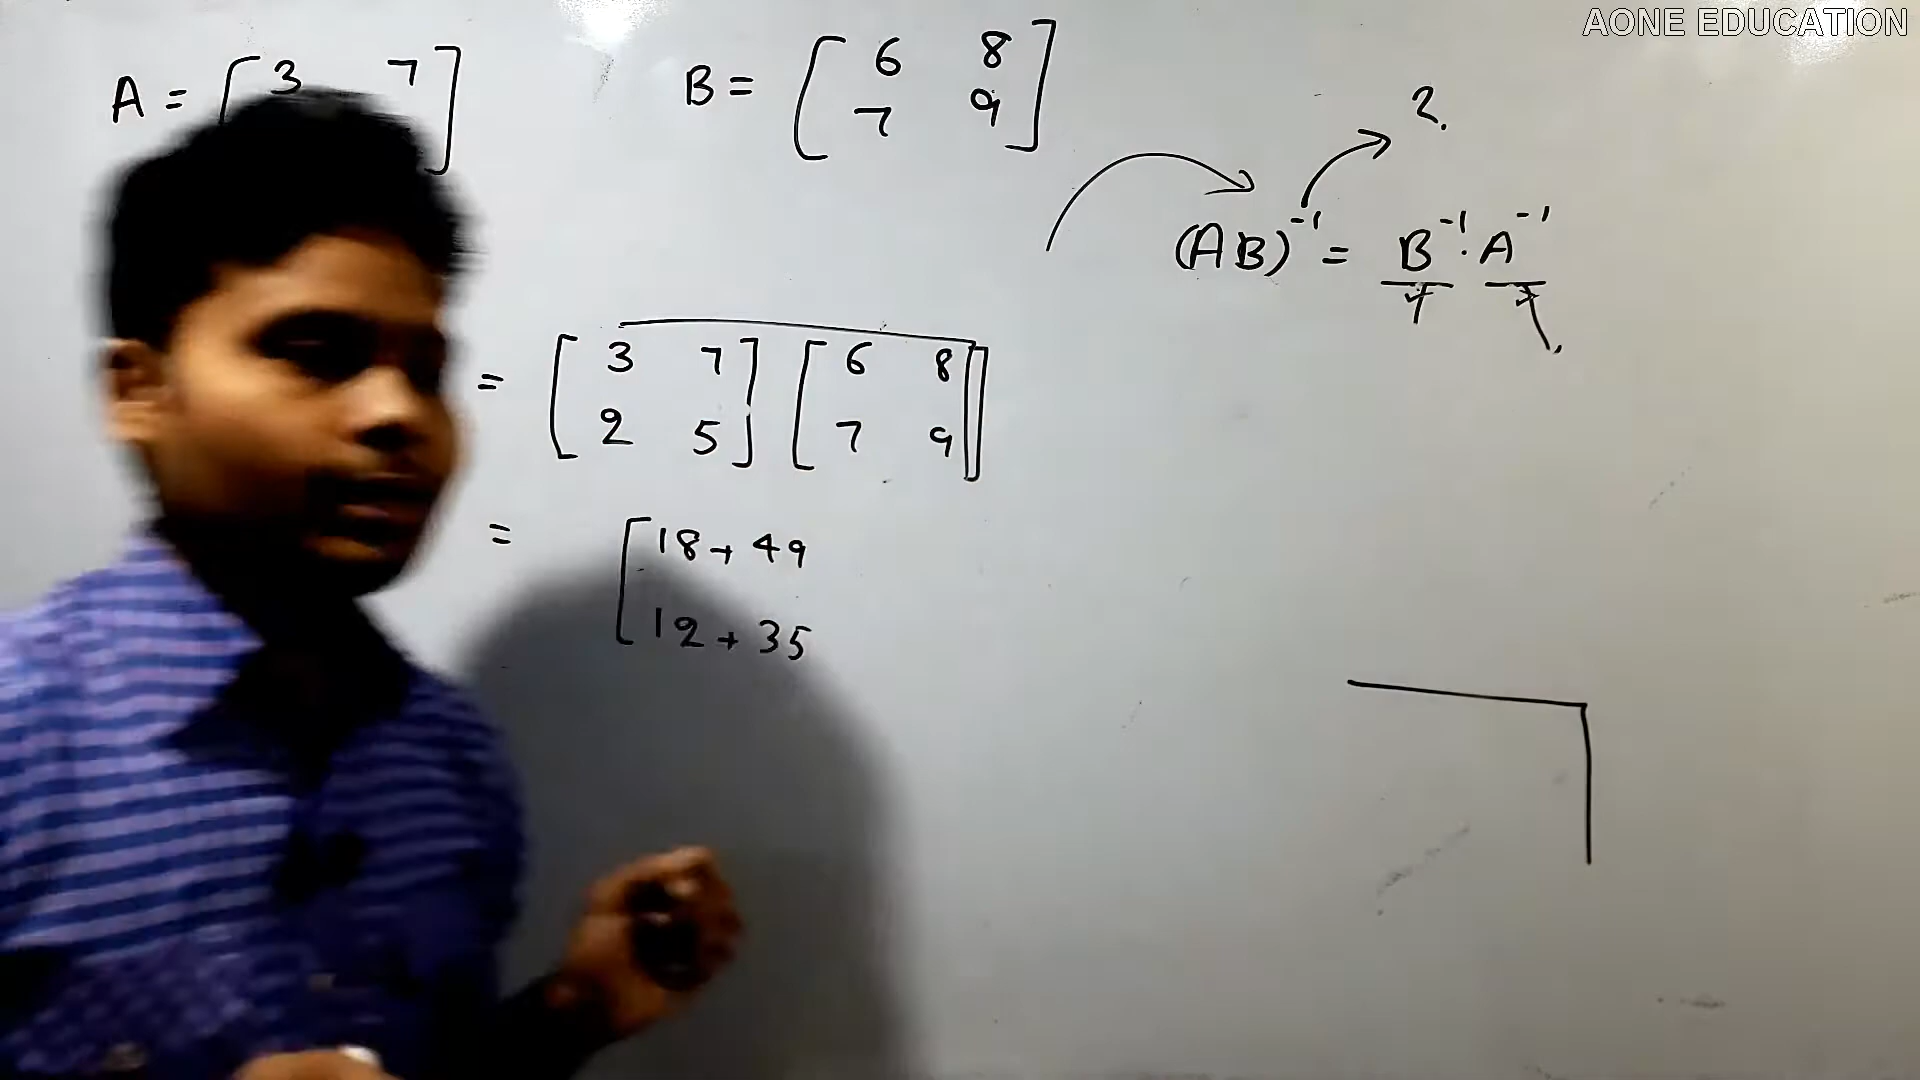 AONE EDUCATION
A = [ 3 7 ]
B = [ 6 8
7 9 ]
?
(AB)⁻¹ = B⁻¹ · A⁻¹
= [ 3 7 ] [ 6 8 ]
2 5 7 9
= [ 18 + 49
12 + 35